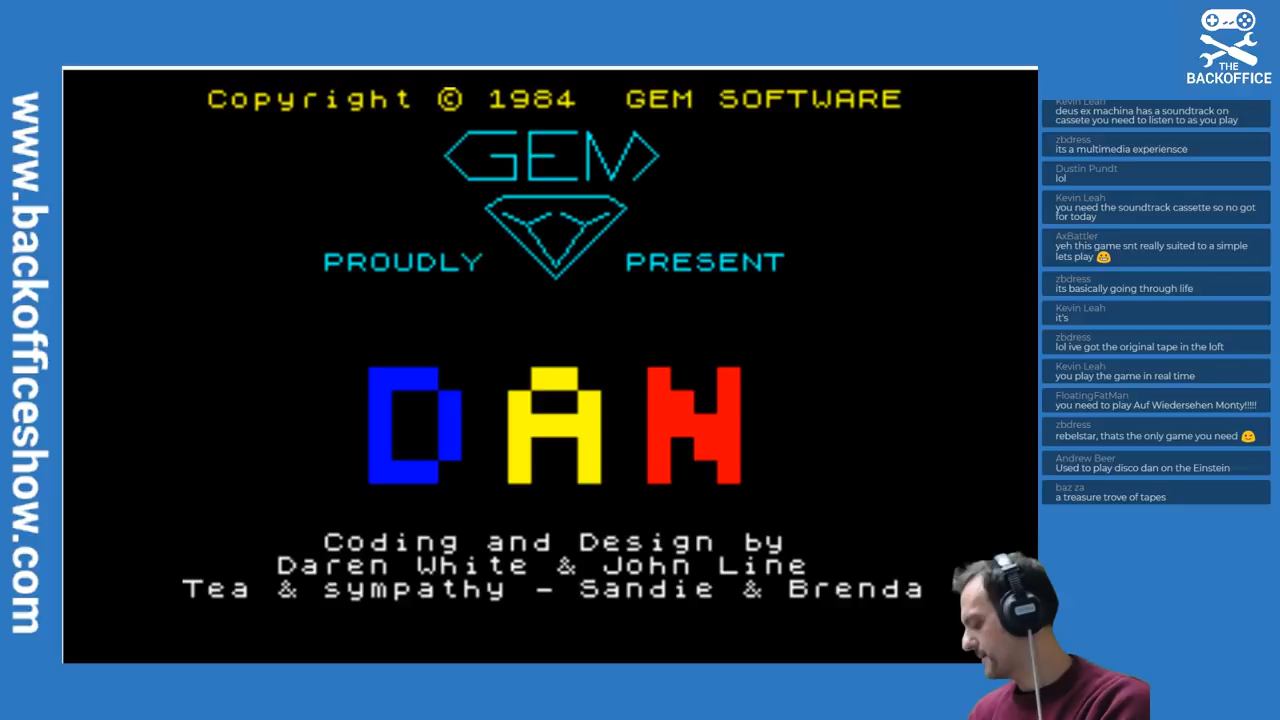 www.backofficeshow.com
Copyright © 1984 GEM SOFTWARE
GEM
PROUDLY PRESENT
DAN
Coding and Design by
Daren White & John Line
Tea & sympathy - Sandie & Brenda
THE
BACKOFFICE
Kevin Leah
deus ex machina has a soundtrack on
cassete you need to listen to as you play
zbdress
its a multimedia experiensce
Dustin Pundt
lol
Kevin Leah
you need the soundtrack cassette so no got
for today
AxBattler
yeh this game snt really suited to a simple
lets play
zbdress
its basically going through life
Kevin Leah
it's
zbdress
lol ive got the original tape in the loft
Kevin Leah
you play the game in real time
FloatingFatMan
you need to play Auf Wiedersehen Monty!!!!!
zbdress
rebelstar, thats the only game you need
Andrew Beer
Used to play disco dan on the Einstein
baz za
a treasure trove of tapes